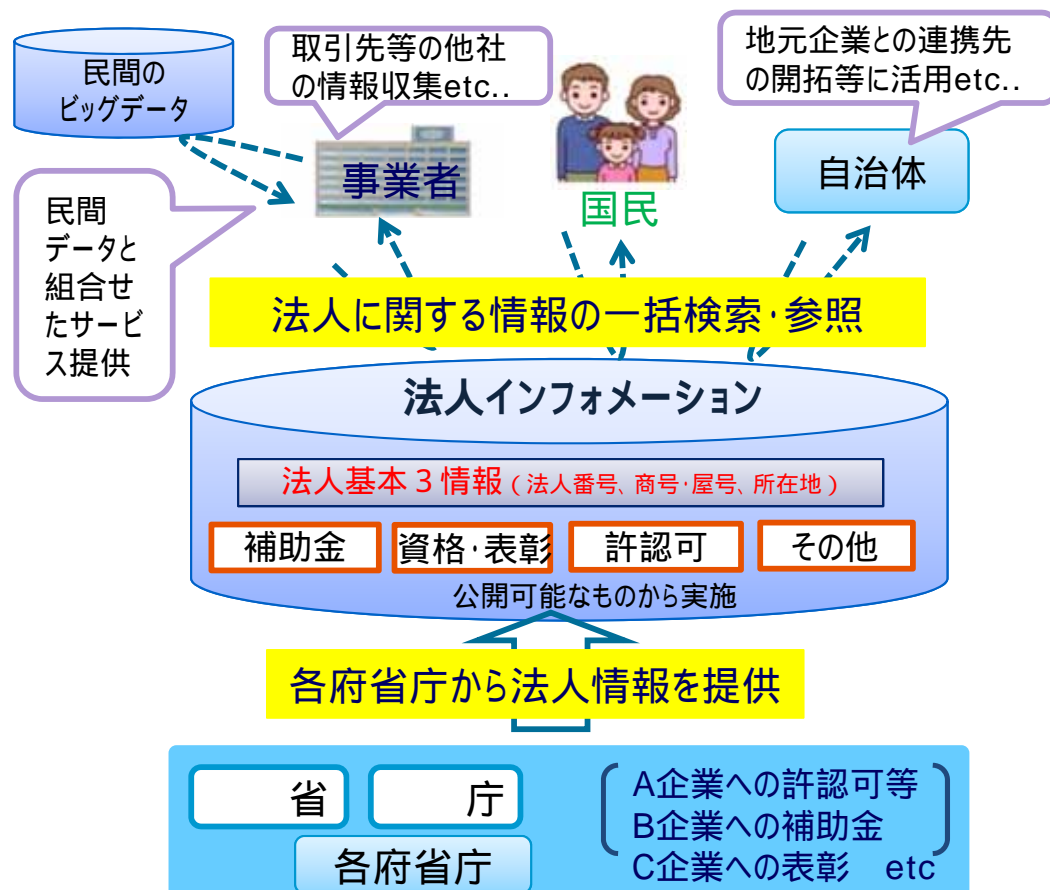 民間の
ビッグデータ
取引先等の他社
の情報収集etc..
地元企業との連携先
の開拓等に活用etc..
事業者
国民
自治体
民間
データと
組合せ
たサービ
ス提供
法人に関する情報の一括検索・参照
法人インフォメーション
法人基本３情報（法人番号、商号・屋号、所在地）
補助金
資格・表彰
許認可
その他
公開可能なものから実施
各府省庁から法人情報を提供
省
庁
各府省庁
A企業への許認可等
B企業への補助金
C企業への表彰　etc